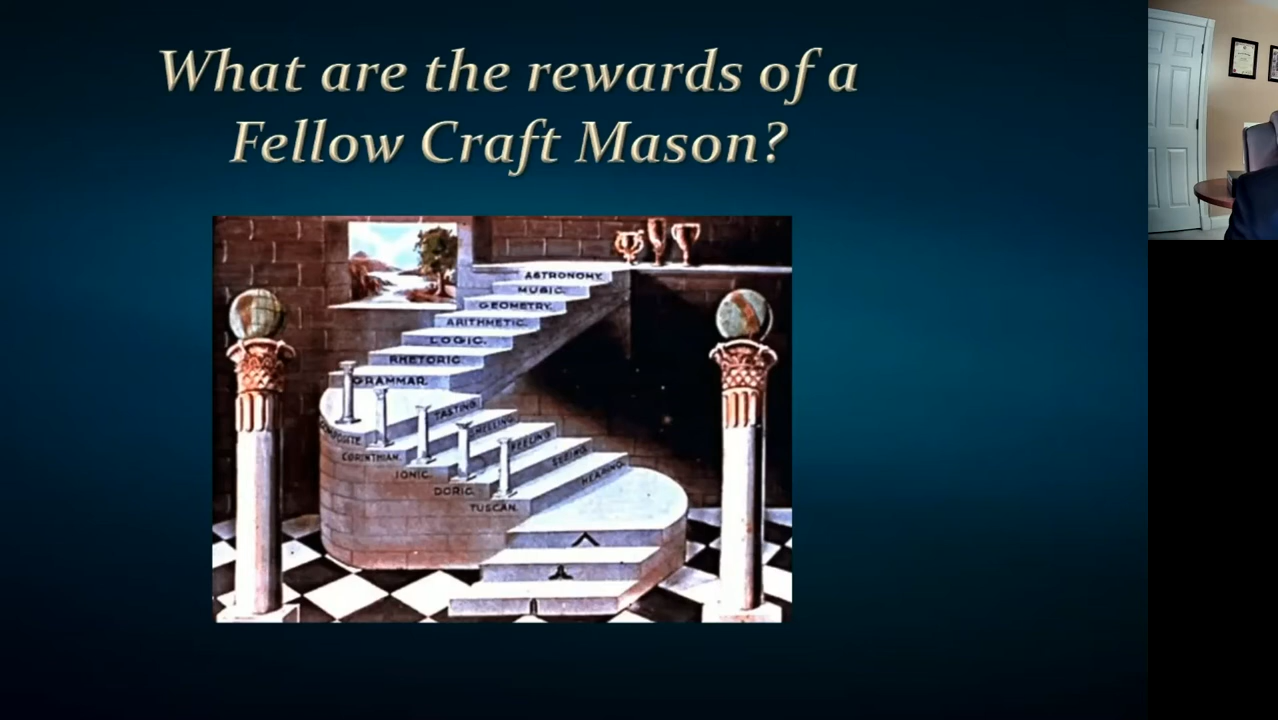 What are the rewards of a
Fellow Craft Mason?
ASTRONOMY.
MUSIC.
GEOMETRY.
ARITHMETIC.
LOGIC.
RHETORIC
GRAMMAR.
TASTING
SMELLING.
FEELING.
SEEING.
HEARING.
COMPOSITE
CORINTHIAN.
IONIC.
DORIC.
TUSCAN.